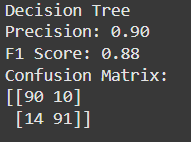 Decision Tree
Precision: 0.90
F1 Score: 0.88
Confusion Matrix:
[[90 10]
 [14 91]]